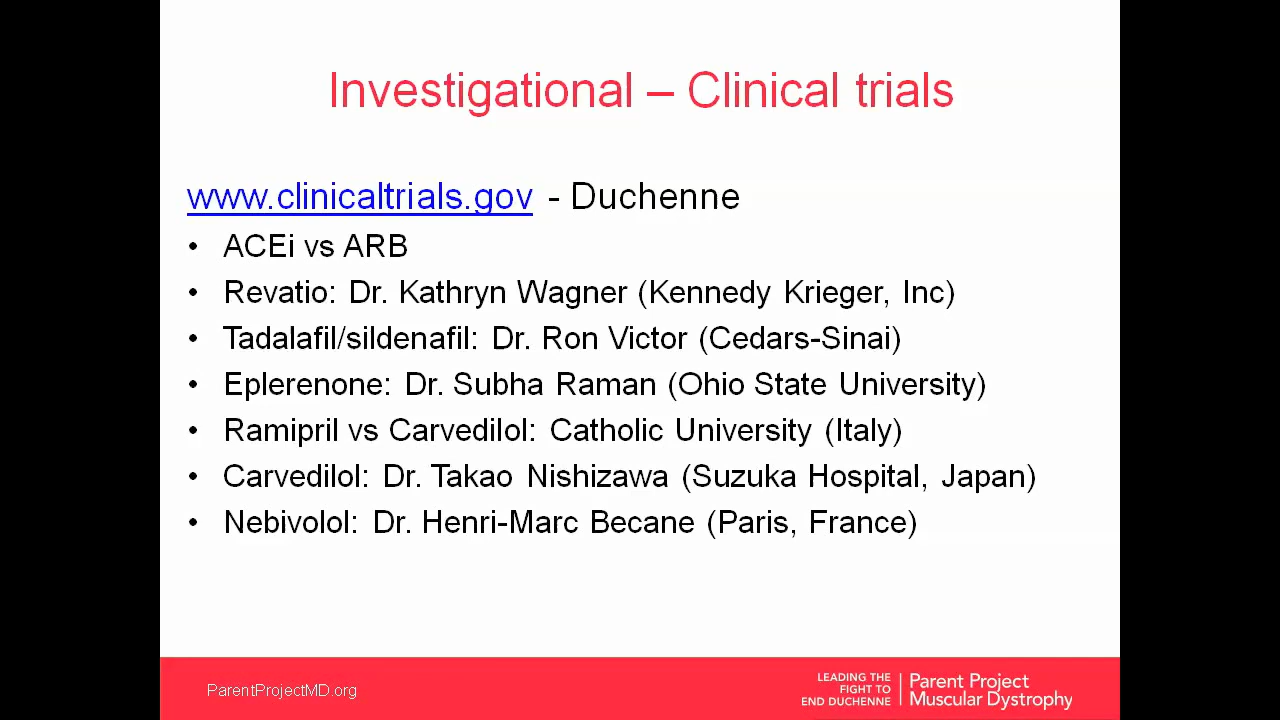 Investigational – Clinical trials
www.clinicaltrials.gov - Duchenne
• ACEi vs ARB
• Revatio: Dr. Kathryn Wagner (Kennedy Krieger, Inc)
• Tadalafil/sildenafil: Dr. Ron Victor (Cedars-Sinai)
• Eplerenone: Dr. Subha Raman (Ohio State University)
• Ramipril vs Carvedilol: Catholic University (Italy)
• Carvedilol: Dr. Takao Nishizawa (Suzuka Hospital, Japan)
• Nebivolol: Dr. Henri-Marc Becane (Paris, France)
ParentProjectMD.org
LEADING THE
FIGHT TO
END DUCHENNE
Parent Project
Muscular Dystrophy